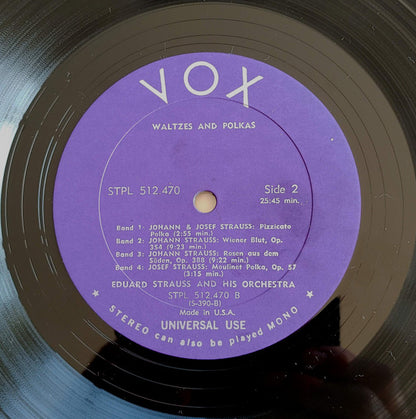 VOX
WALTZES AND POLKAS
STPL 512.470
Side 2
25:45 min.
Band 1: JOHANN & JOSEF STRAUSS: Pizzicato
Polka (2:55 min.)
Band 2: JOHANN STRAUSS: Wiener Blut, Op.
354 (9:23 min.)
Band 3: JOHANN STRAUSS: Rosen aus dem
Süden, Op. 388 (9:22 min.)
Band 4: JOSEF STRAUSS: Moulinet Polka, Op. 57
(3:15 min.)
EDUARD STRAUSS AND HIS ORCHESTRA
STPL 512.470 B
(S-390-B)
Made in U.S.A.
UNIVERSAL USE
★ STEREO can also be played MONO ★